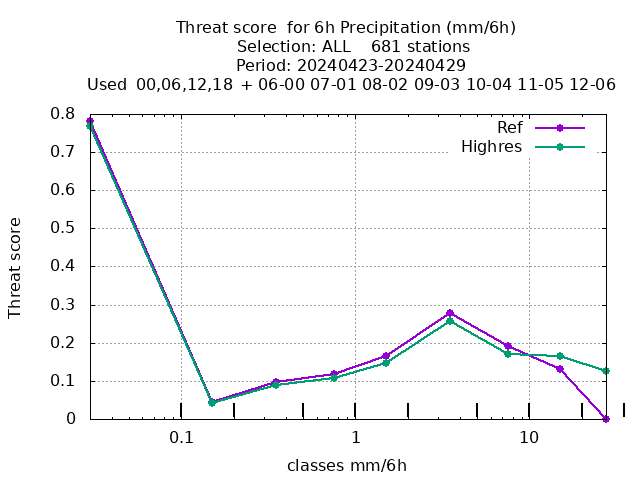 Threat score  for 6h Precipitation (mm/6h)
Selection: ALL    681 stations
Period: 20240423-20240429
Used  00,06,12,18  + 06-00 07-01 08-02 09-03 10-04 11-05 12-06
Ref
Highres
0.8
0.7
0.6
0.5
0.4
0.3
0.2
0.1
0
Threat score
0.1
1
10
classes mm/6h